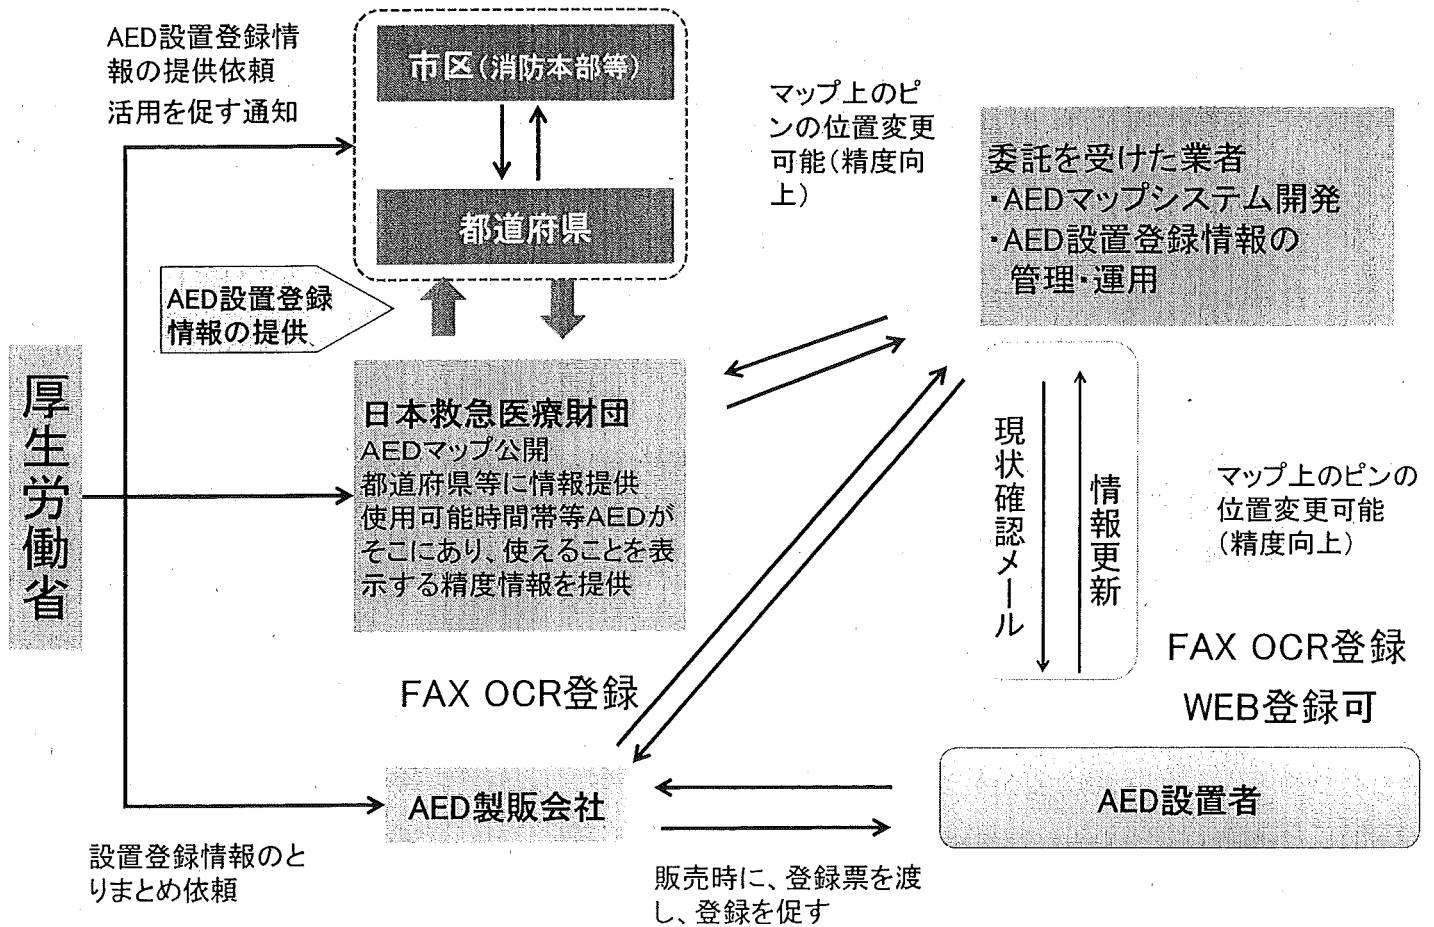 AED設置登録情
報の提供依頼
活用を促す通知
市区(消防本部等)
都道府県
マップ上のピ
ンの位置変更
可能(精度向
上)
委託を受けた業者
・AEDマップシステム開発
・AED設置登録情報の
管理・運用
AED設置登録
情報の提供
厚生労働省
日本救急医療財団
AEDマップ公開
都道府県等に情報提供
使用可能時間帯等AEDが
そこにあり、使えることを表
示する精度情報を提供
現状確認メール
情報更新
マップ上のピンの
位置変更可能
(精度向上)
FAX OCR登録
WEB登録可
FAX OCR登録
AED製販会社
AED設置者
設置登録情報のと
りまとめ依頼
販売時に、登録票を渡
し、登録を促す